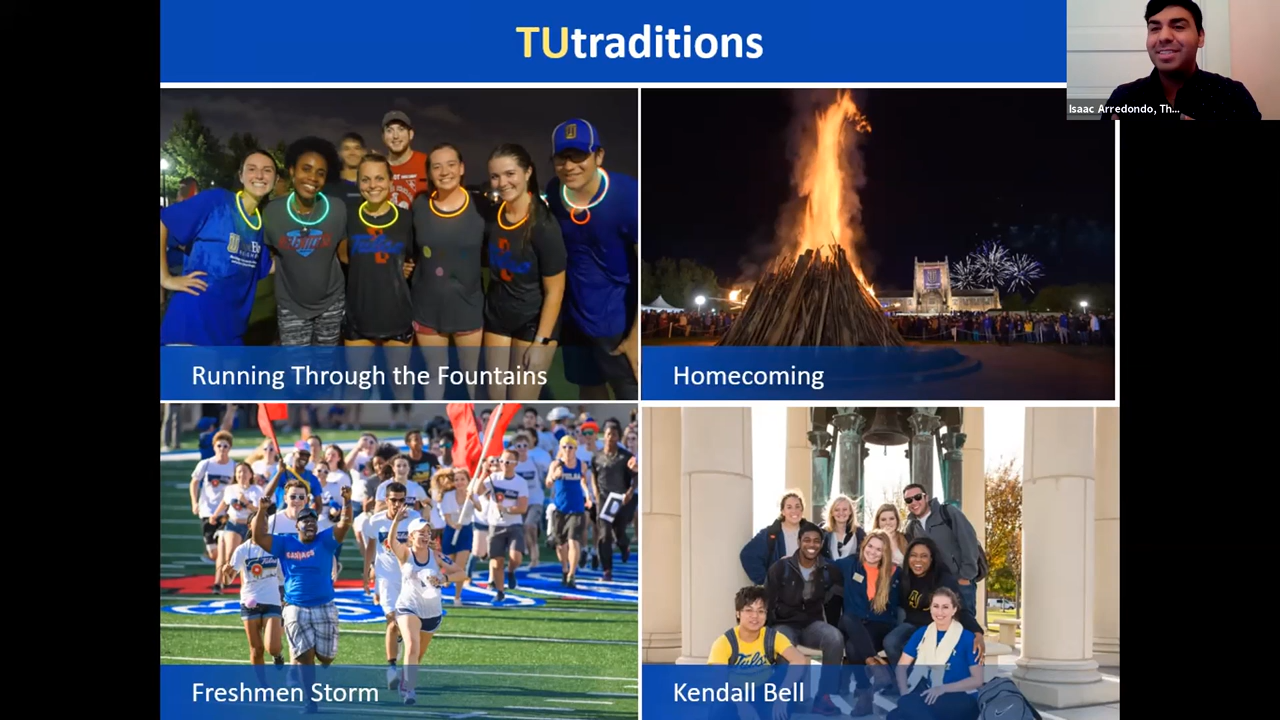 TUtraditions
Isaac Arredondo, Th...
Running Through the Fountains
Homecoming
Freshmen Storm
Kendall Bell